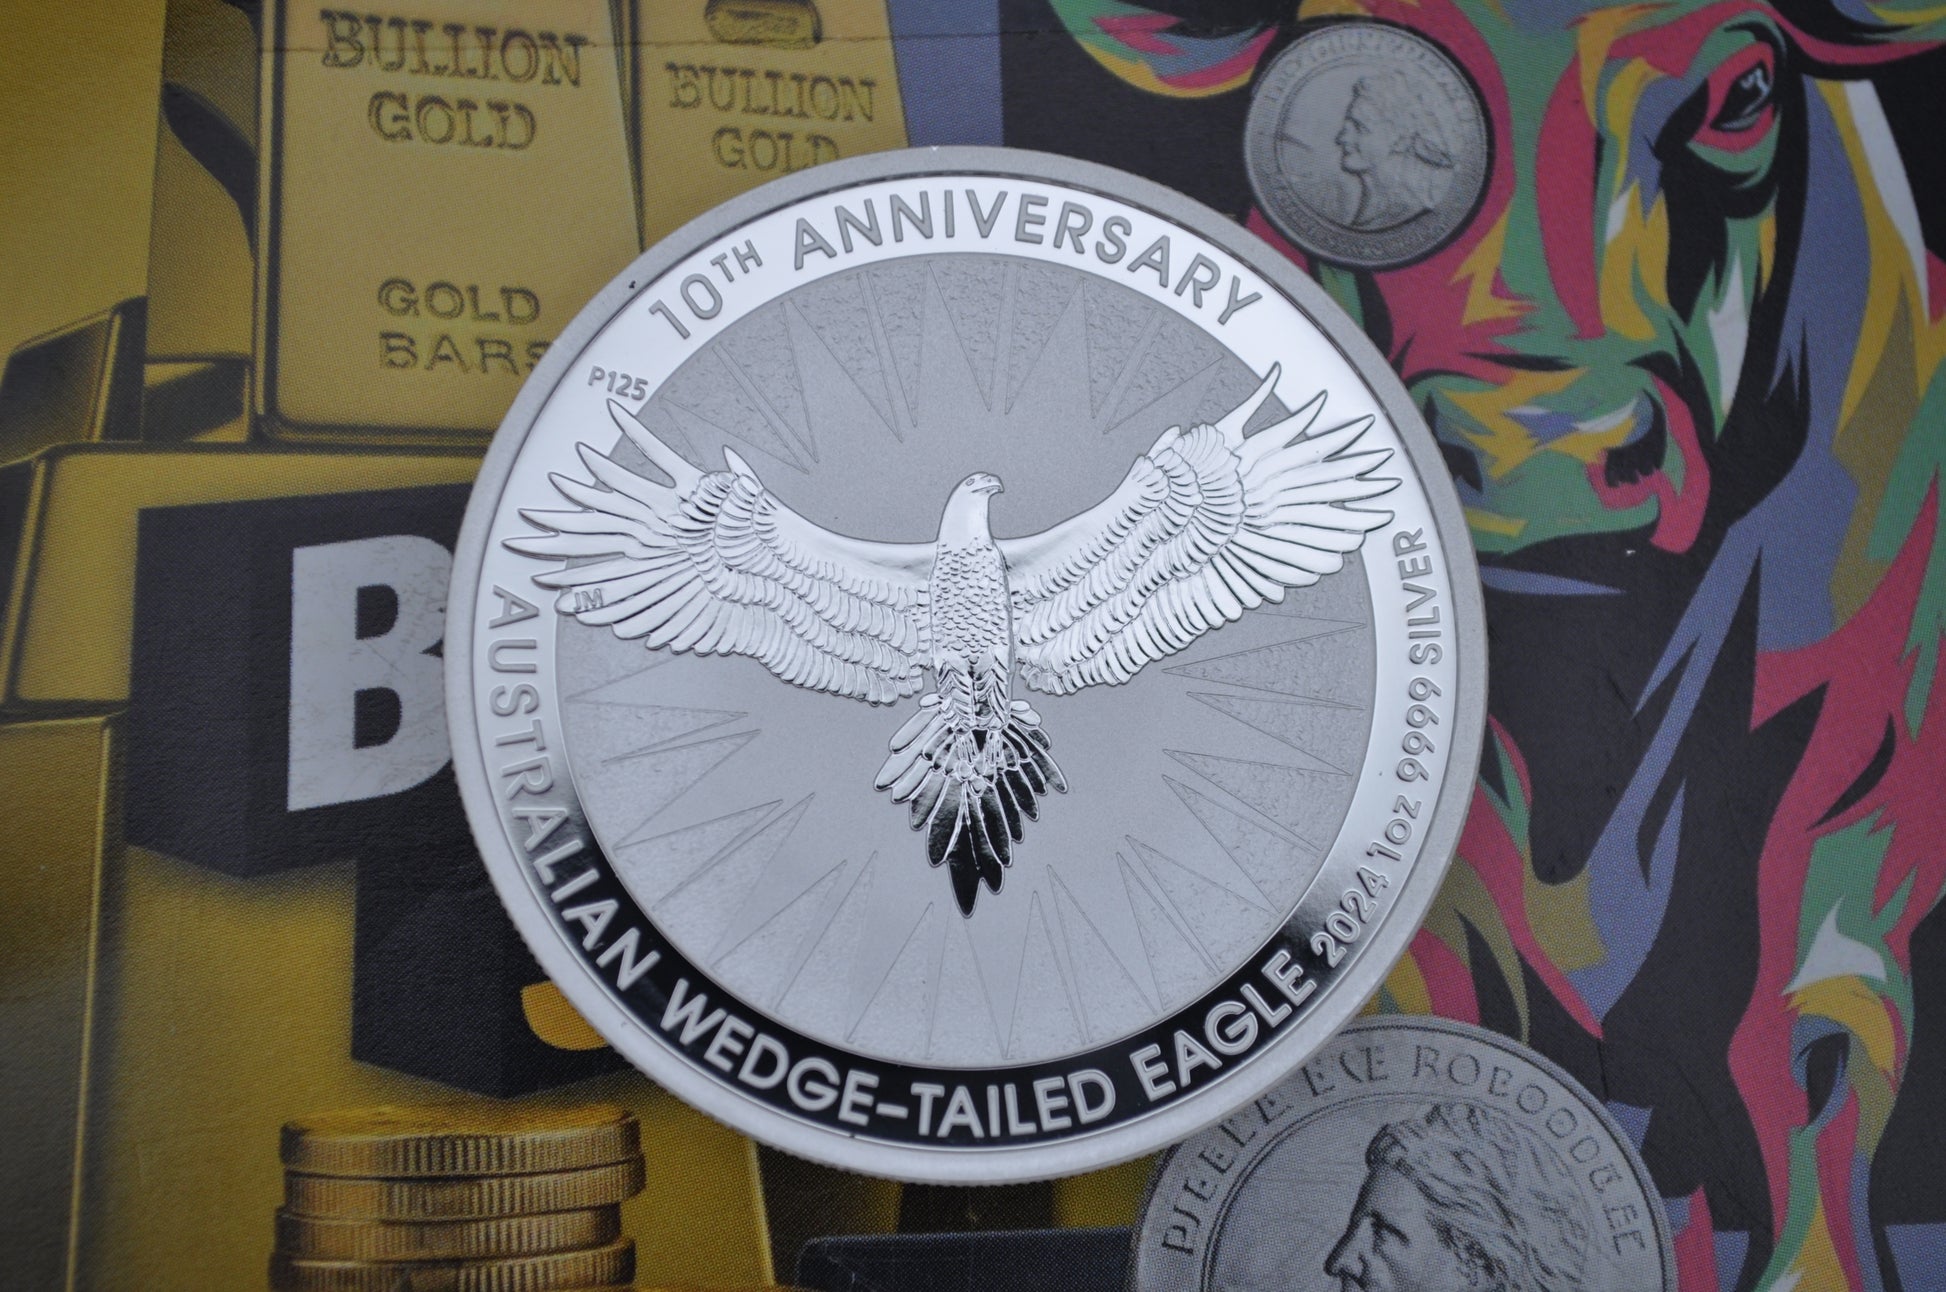 BULLION
GOLD
BULLION
GOLD
GOLD
BARS
B
10TH ANNIVERSARY
P125
JM
AUSTRALIAN WEDGE-TAILED EAGLE 2024 1oz 9999 SILVER